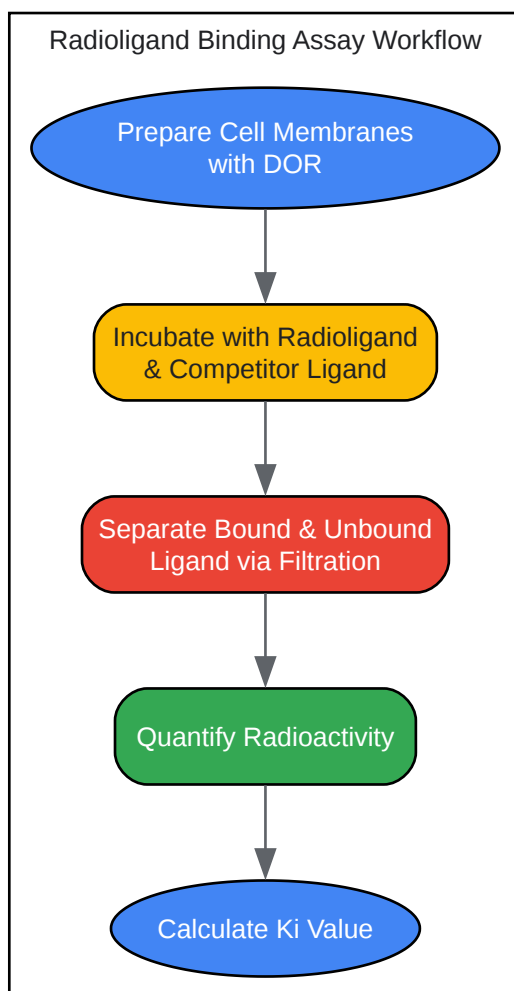 Radioligand Binding Assay Workflow
Prepare Cell Membranes
with DOR
Incubate with Radioligand
& Competitor Ligand
Separate Bound & Unbound
Ligand via Filtration
Quantify Radioactivity
Calculate Ki Value